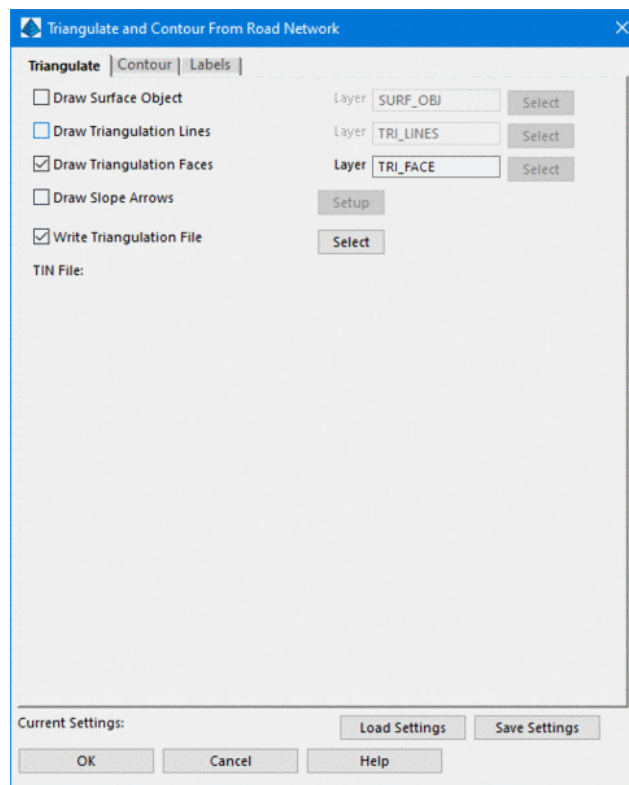 Triangulate and Contour From Road Network
Triangulate Contour Labels
Draw Surface Object Layer SURF_OBJ Select
Draw Triangulation Lines Layer TRI_LINES Select
Draw Triangulation Faces Layer TRI_FACE Select
Draw Slope Arrows Setup
Write Triangulation File Select
TIN File:
Current Settings: Load Settings Save Settings
OK Cancel Help